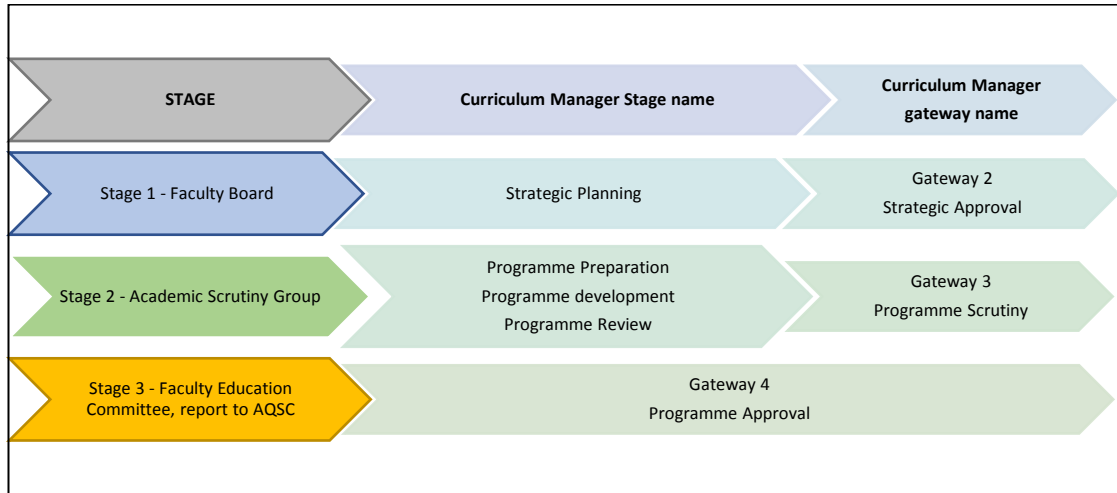 STAGE
Curriculum Manager Stage name
Curriculum Manager
gateway name
Stage 1 - Faculty Board
Strategic Planning
Gateway 2
Strategic Approval
Stage 2 - Academic Scrutiny Group
Programme Preparation
Programme development
Programme Review
Gateway 3
Programme Scrutiny
Stage 3 - Faculty Education
Committee, report to AQSC
Gateway 4
Programme Approval